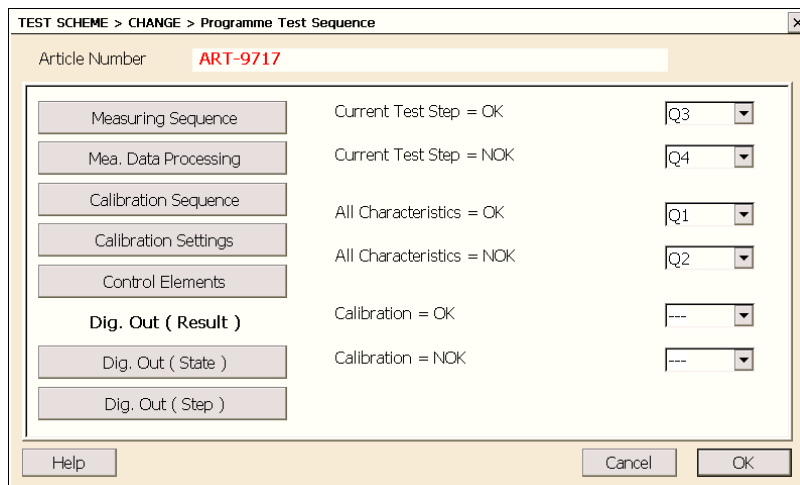 TEST SCHEME > CHANGE > Programme Test Sequence
Article Number ART-9717
Measuring Sequence
Mea. Data Processing
Calibration Sequence
Calibration Settings
Control Elements
Dig. Out ( Result )
Dig. Out ( State )
Dig. Out ( Step )
Current Test Step = OK Q3
Current Test Step = NOK Q4
All Characteristics = OK Q1
All Characteristics = NOK Q2
Calibration = OK ---
Calibration = NOK ---
Help
Cancel
OK